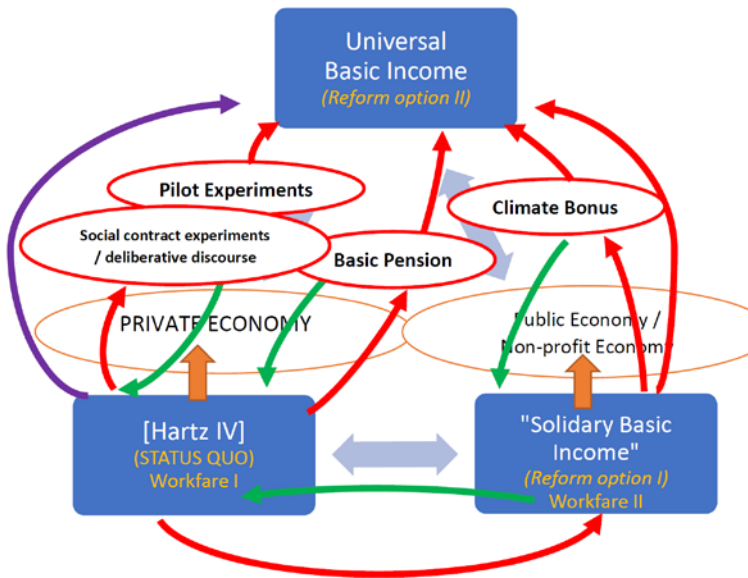 Universal
Basic Income
(Reform option II)
Pilot Experiments
Social contract experiments
/ deliberative discourse
Basic Pension
Climate Bonus
PRIVATE ECONOMY
Public Economy /
Non-profit Economy
[Hartz IV]
(STATUS QUO)
Workfare I
"Solidary Basic
Income"
(Reform option I)
Workfare II